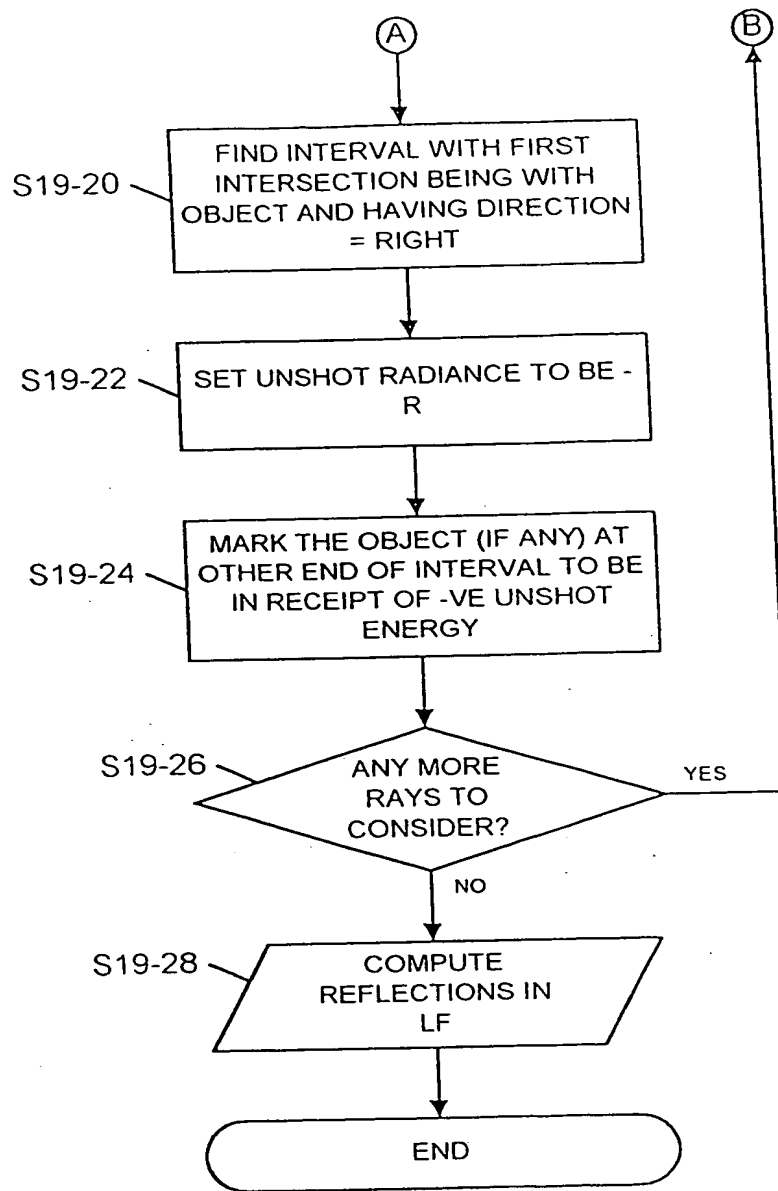 A
B
S19-20
FIND INTERVAL WITH FIRST
INTERSECTION BEING WITH
OBJECT AND HAVING DIRECTION
= RIGHT
S19-22
SET UNSHOT RADIANCE TO BE -
R
S19-24
MARK THE OBJECT (IF ANY) AT
OTHER END OF INTERVAL TO BE
IN RECEIPT OF -VE UNSHOT
ENERGY
S19-26
ANY MORE
RAYS TO
CONSIDER?
YES
NO
S19-28
COMPUTE
REFLECTIONS IN
LF
END